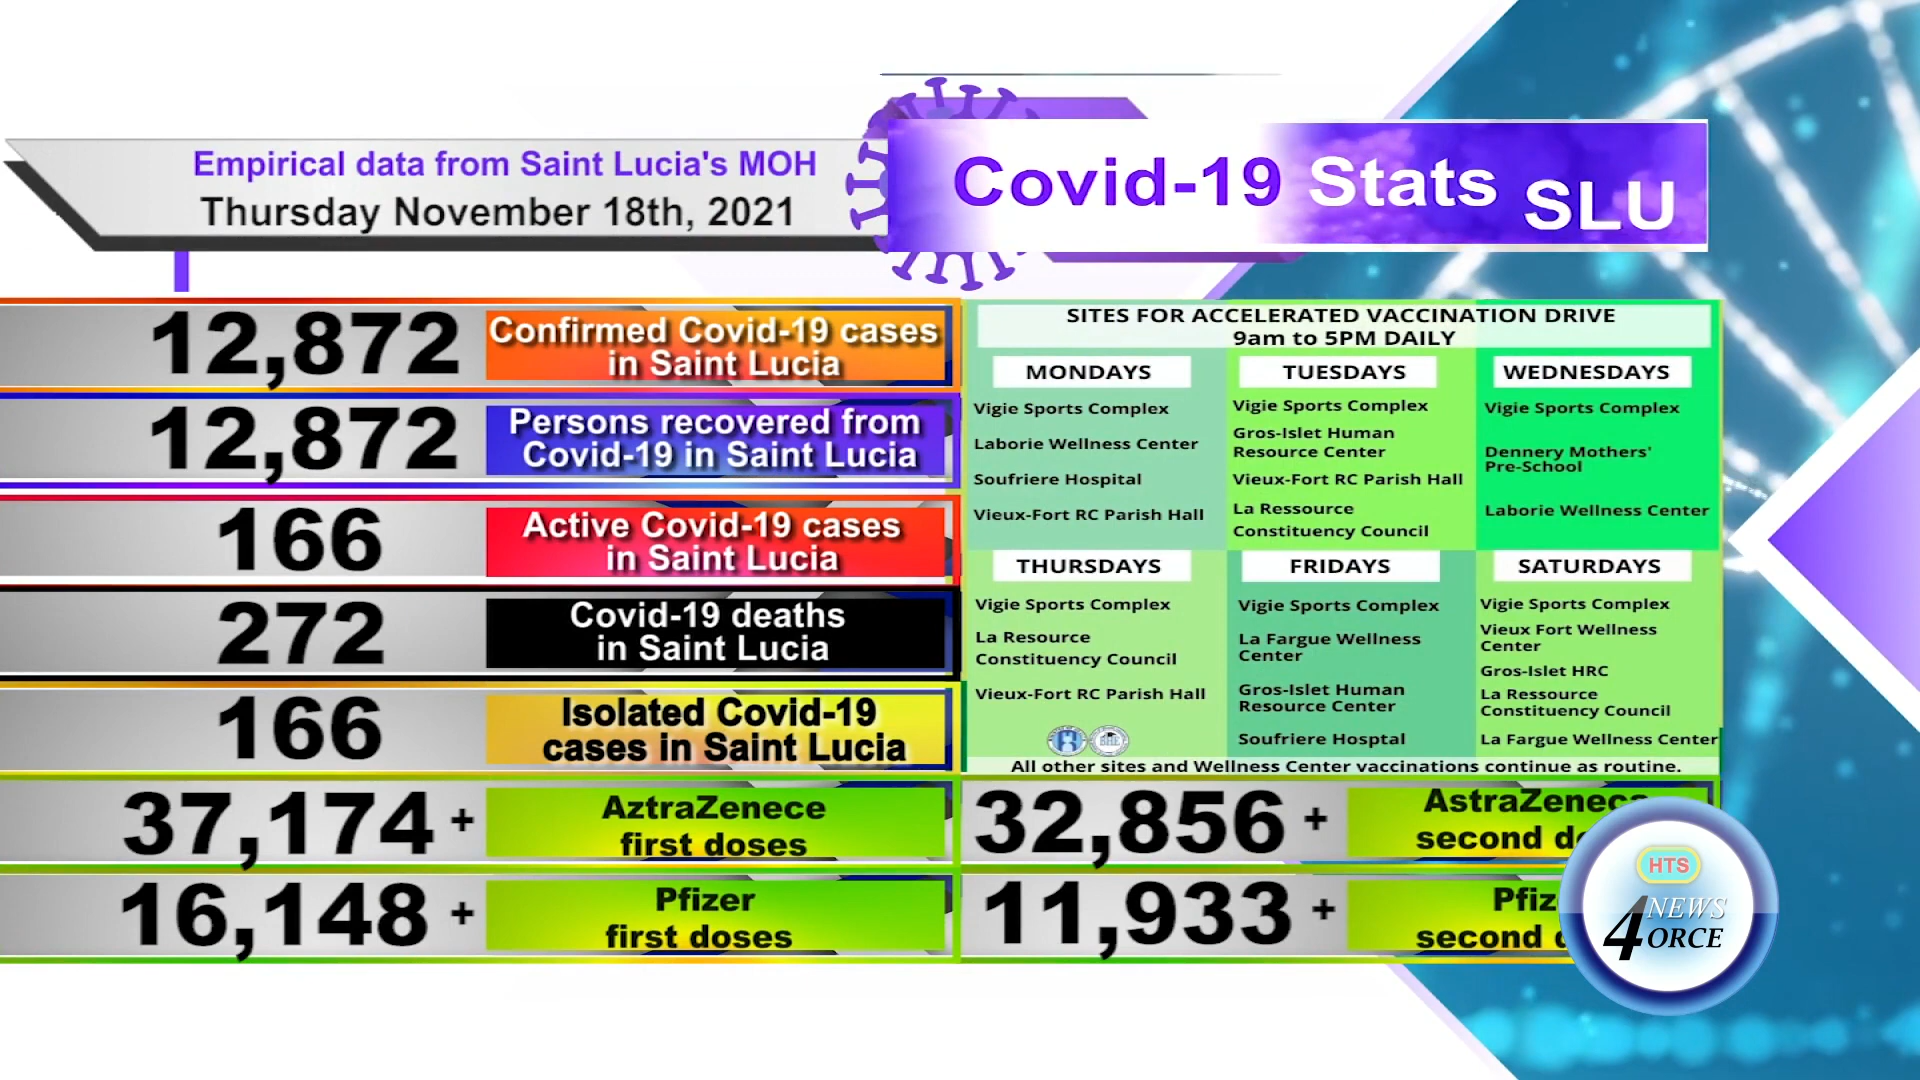 Empirical data from Saint Lucia's MOH
Thursday November 18th, 2021
Covid-19 Stats SLU
12,872
Confirmed Covid-19 cases
in Saint Lucia
12,872
Persons recovered from
Covid-19 in Saint Lucia
166
Active Covid-19 cases
in Saint Lucia
272
Covid-19 deaths
in Saint Lucia
166
Isolated Covid-19
cases in Saint Lucia
37,174 +
AztraZenece
first doses
16,148 +
Pfizer
first doses
SITES FOR ACCELERATED VACCINATION DRIVE
9am to 5PM DAILY
MONDAYS
Vigie Sports Complex
Laborie Wellness Center
Soufriere Hospital
Vieux-Fort RC Parish Hall
TUESDAYS
Vigie Sports Complex
Gros-Islet Human
Resource Center
Vieux-Fort RC Parish Hall
La Ressource
Constituency Council
WEDNESDAYS
Vigie Sports Complex
Dennery Mothers'
Pre-School
Laborie Wellness Center
THURSDAYS
Vigie Sports Complex
La Resource
Constituency Council
Vieux-Fort RC Parish Hall
FRIDAYS
Vigie Sports Complex
La Fargue Wellness
Center
Gros-Islet Human
Resource Center
Soufriere Hosptal
SATURDAYS
Vigie Sports Complex
Vieux Fort Wellness
Center
Gros-Islet HRC
La Ressource
Constituency Council
La Fargue Wellness Center
All other sites and Wellness Center vaccinations continue as routine.
32,856 +
second
11,933 +
second
HTS
NEWS
4ORCE